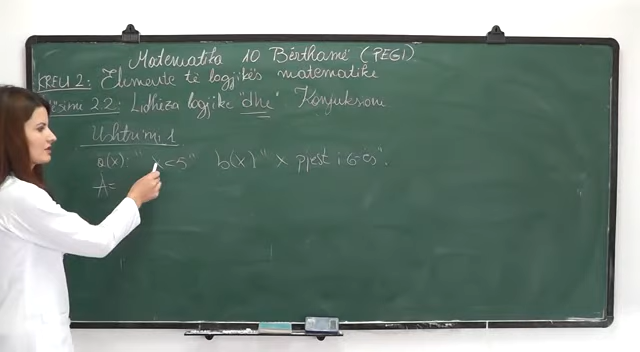 Matematika 10 Bërthamë (PEGI)
KREU 2: Elemente të logjikës matematike
Mësimi 2.2: Lidhëza logjike "dhe" Konjuksioni
Ushtrimi 1
a(x): "x<5" b(x) "x pjest i 6-ës".
A=